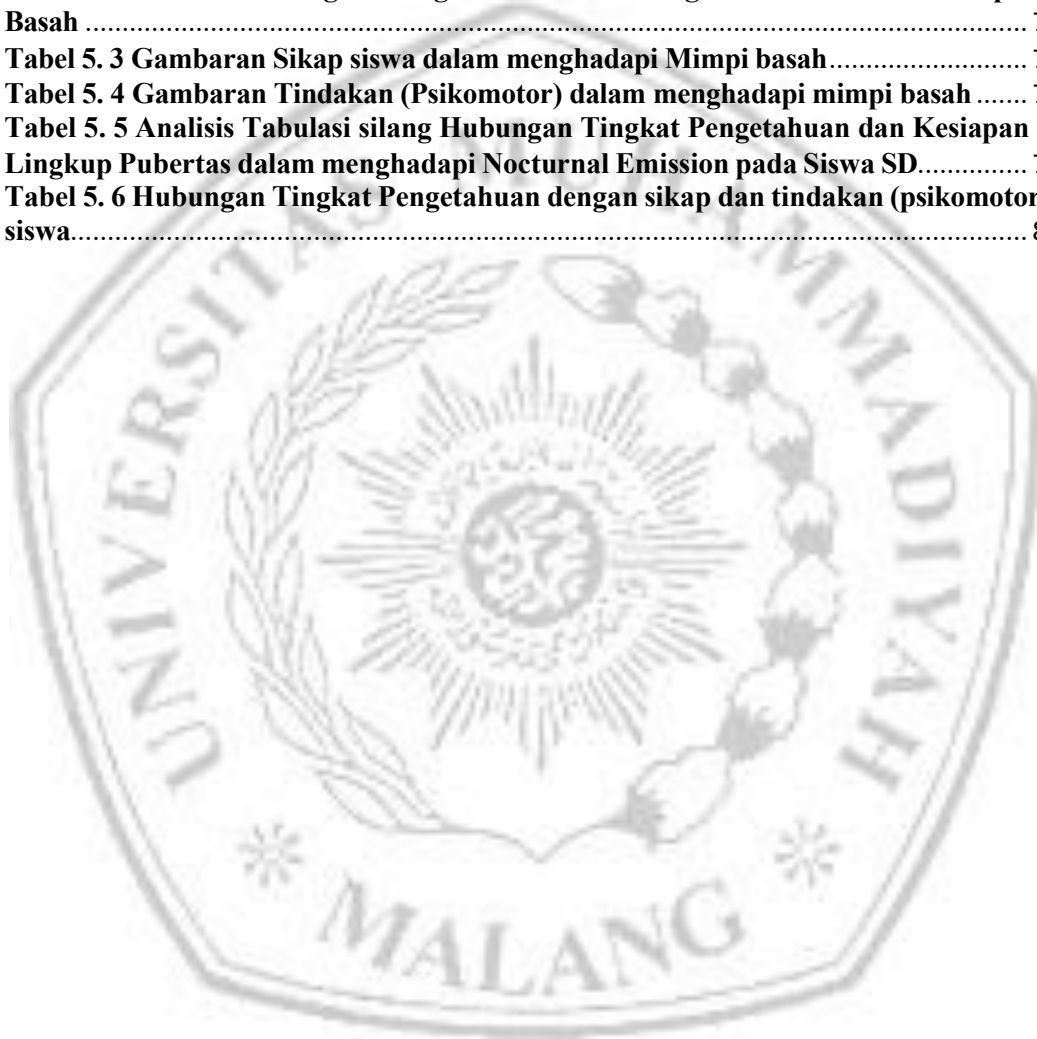 Basah
Tabel 5. 3 Gambaran Sikap siswa dalam menghadapi Mimpi basah
Tabel 5. 4 Gambaran Tindakan (Psikomotor) dalam menghadapi mimpi basah
Tabel 5. 5 Analisis Tabulasi silang Hubungan Tingkat Pengetahuan dan Kesiapan
Lingkup Pubertas dalam menghadapi Nocturnal Emission pada Siswa SD
Tabel 5. 6 Hubungan Tingkat Pengetahuan dengan sikap dan tindakan (psikomotor
siswa
UNIVERSITAS MUHAMMADIYAH
MALANG